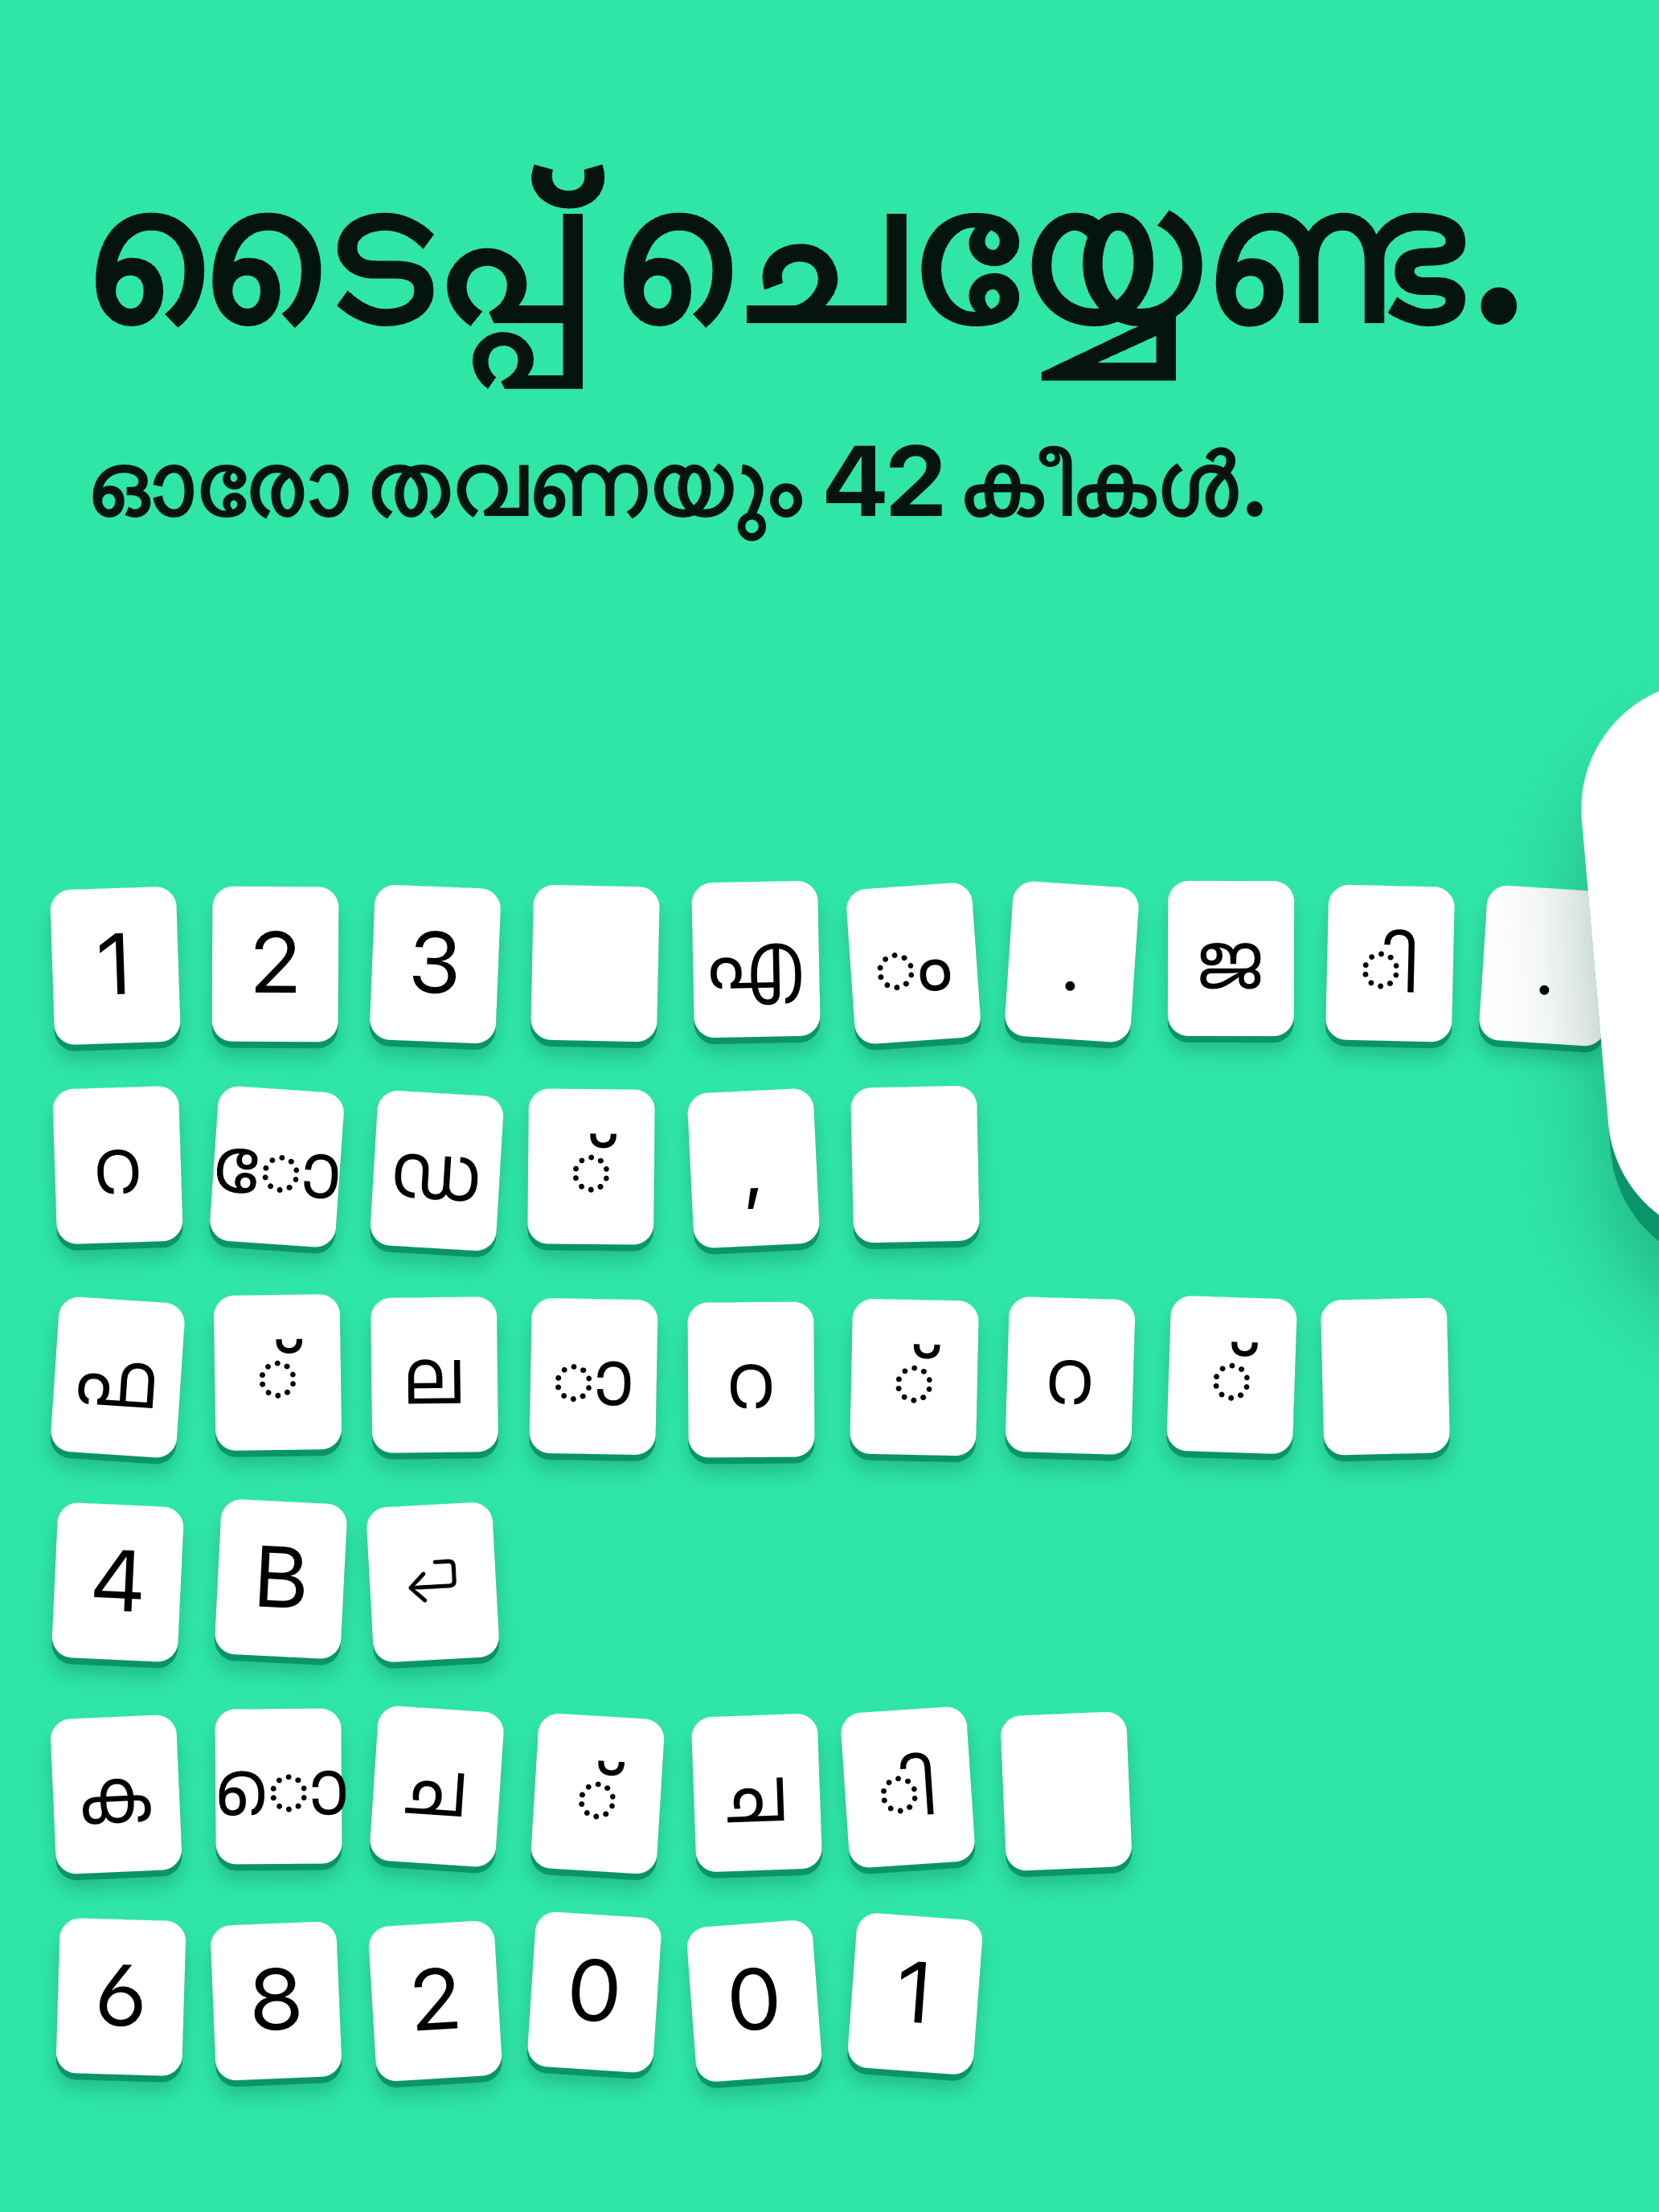 ടൈപ്പ് ചെയ്യേണ്ട.
ഓരോ തവണയും 42 കീകൾ.
1 2 3 എ ം . ജ ി .
റ ോ ഡ ് ,
ഫ ് ല ാ റ ് റ ്
4 B ⏎
ക ൊ ച ് ച ി
6 8 2 0 0 1